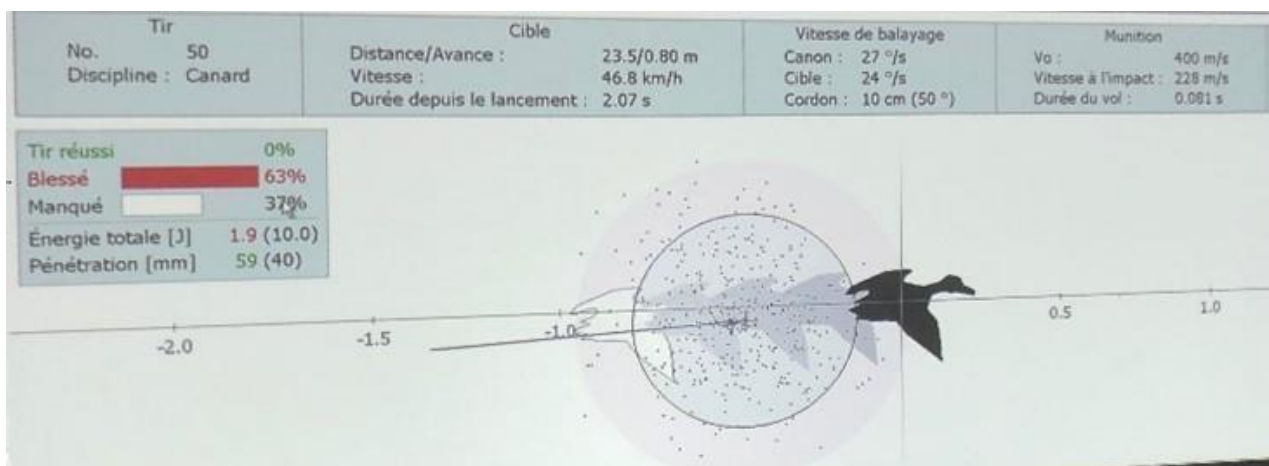 Tir
No. 50
Discipline : Canard
Cible
Distance/Avance : 23.5/0.80 m
Vitesse : 46.8 km/h
Durée depuis le lancement : 2.07 s
Vitesse de balayage
Canon : 27 °/s
Cible : 24 °/s
Cordon : 10 cm (50 °)
Munition
Vo : 400 m/s
Vitesse à l'impact : 228 m/s
Durée du vol : 0.081 s
Tir réussi 0%
Blessé 63%
Manqué 37%
Énergie totale [J] 1.9 (10.0)
Pénétration [mm] 59 (40)
-2.0 -1.5 -1.0 0.5 1.0